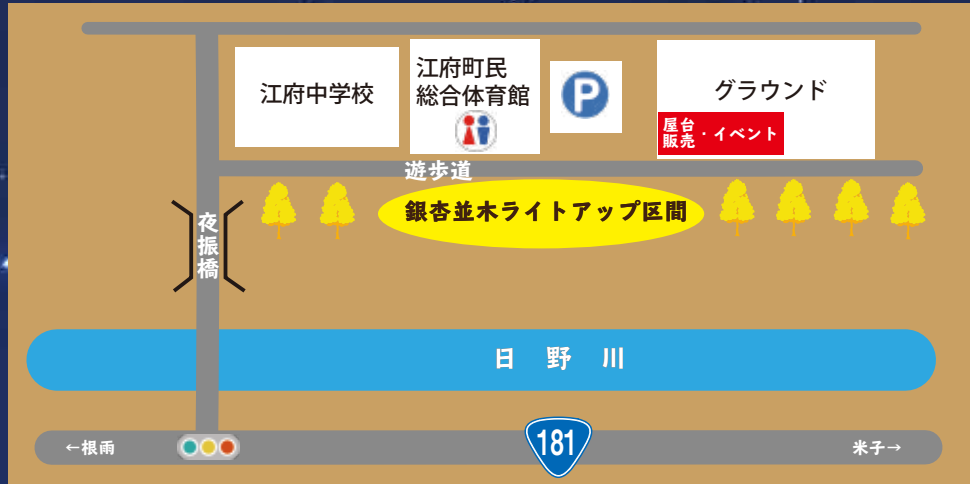 江府中学校
江府町民
総合体育館
P
グラウンド
屋台
販売・イベント
遊歩道
銀杏並木ライトアップ区間
夜振橋
日野川
181
←根雨
米子→